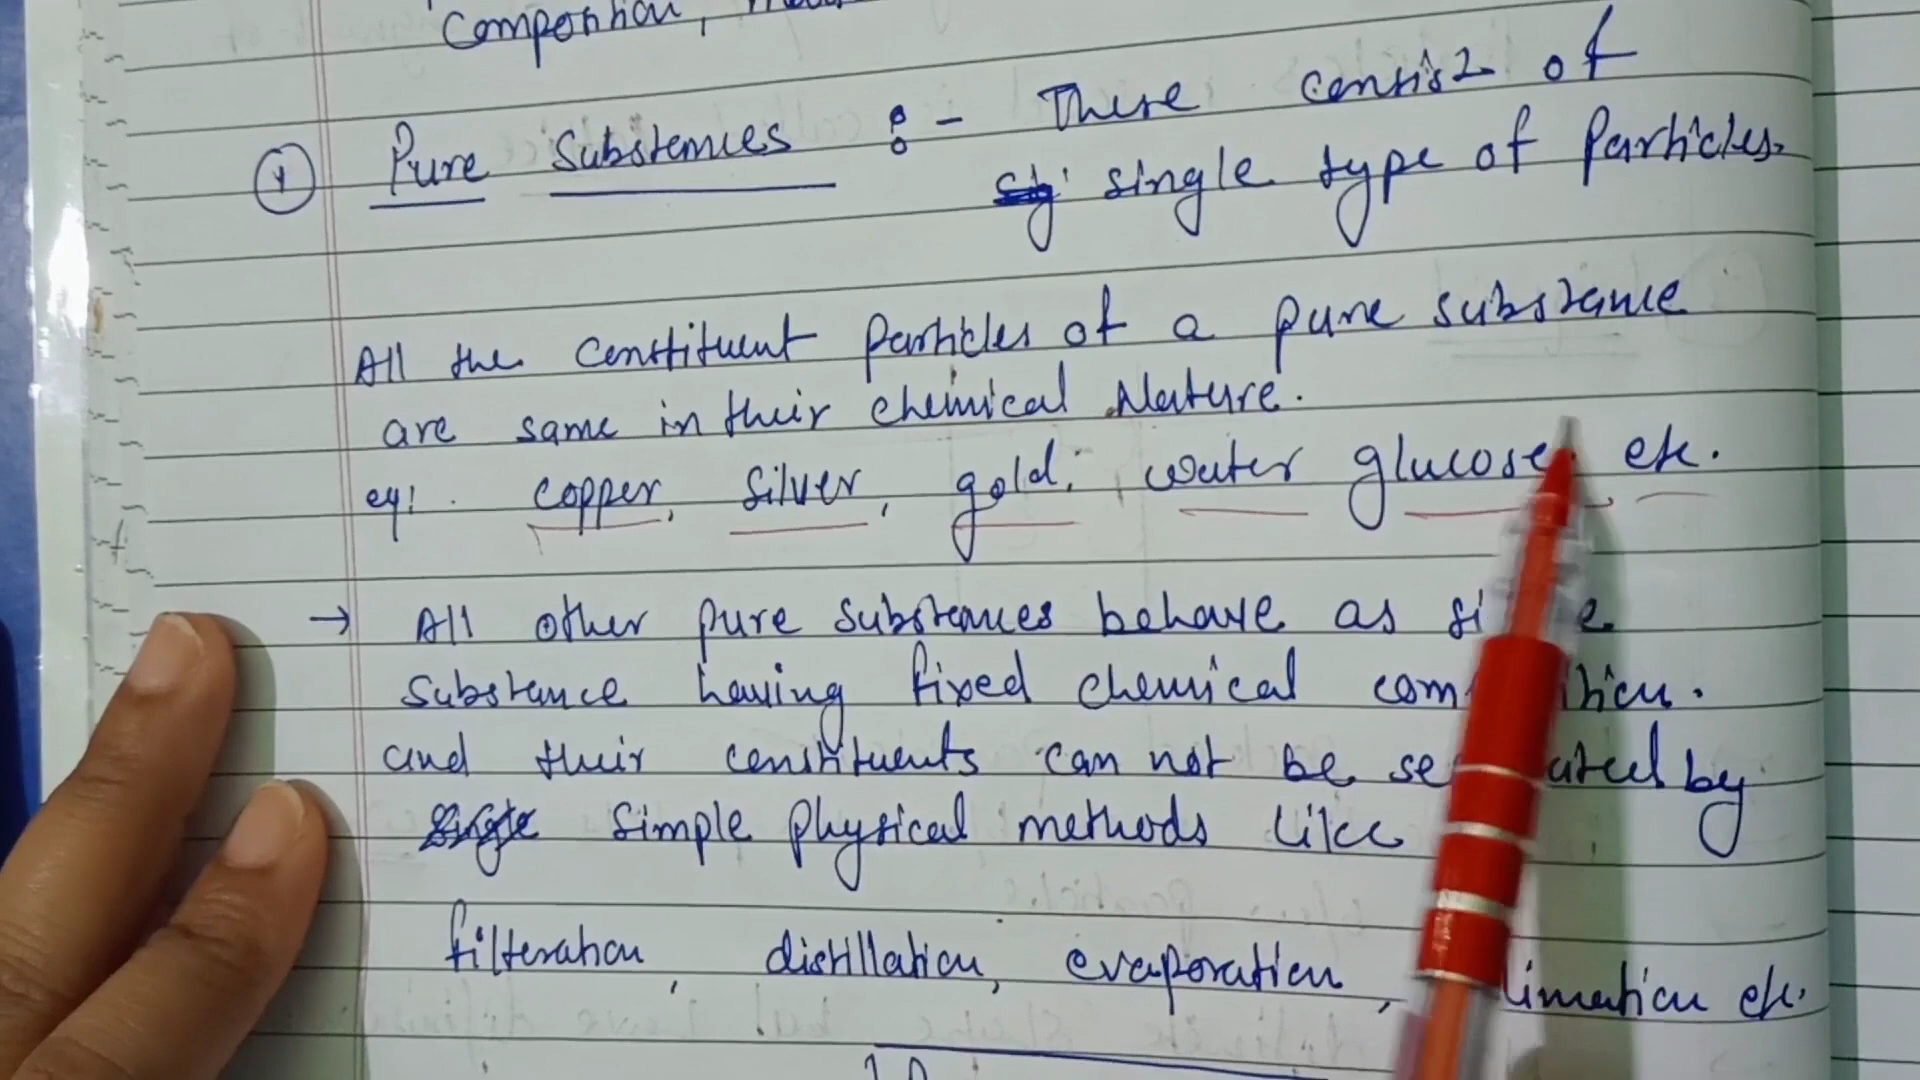 Composition,
① Pure Substances :- These consist of
single type of Particles.
All the constituent particles of a pure substance
are same in their chemical Nature.
eg: . copper, silver, gold, water glucose etc.
→ All other pure substances behave as
substance having fixed chemical
and their constituents can not be by
simple physical methods like
filteration, distillation, evaporation, etc.